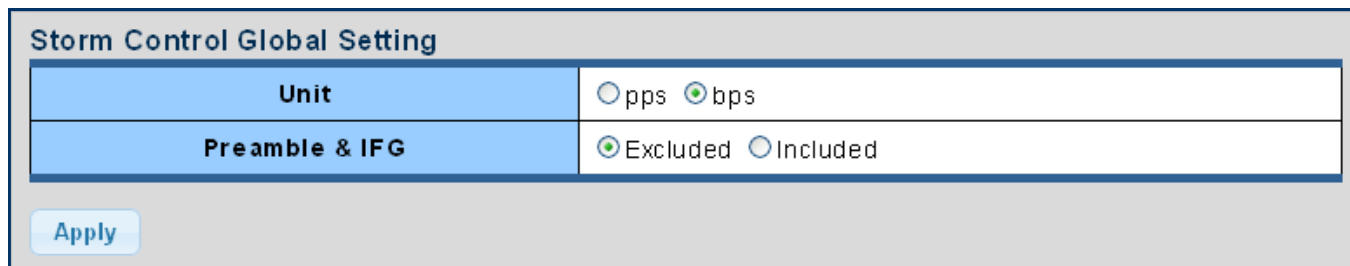 Storm Control Global Setting
Unit pps bps
Preamble & IFG Excluded Included
Apply